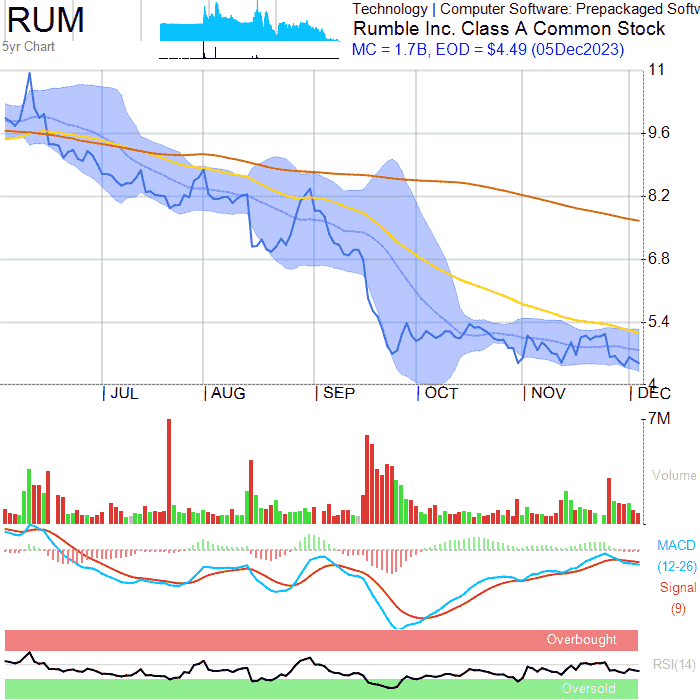 RUM
5yr Chart
Technology | Computer Software: Prepackaged Softw
Rumble Inc. Class A Common Stock
MC = 1.7B, EOD = $4.49 (05Dec2023)
11
9.6
8.2
6.8
5.4
4
JUL AUG SEP OCT NOV DEC
7M
Volume
MACD
(12-26)
Signal
(9)
Overbought
RSI(14)
Oversold